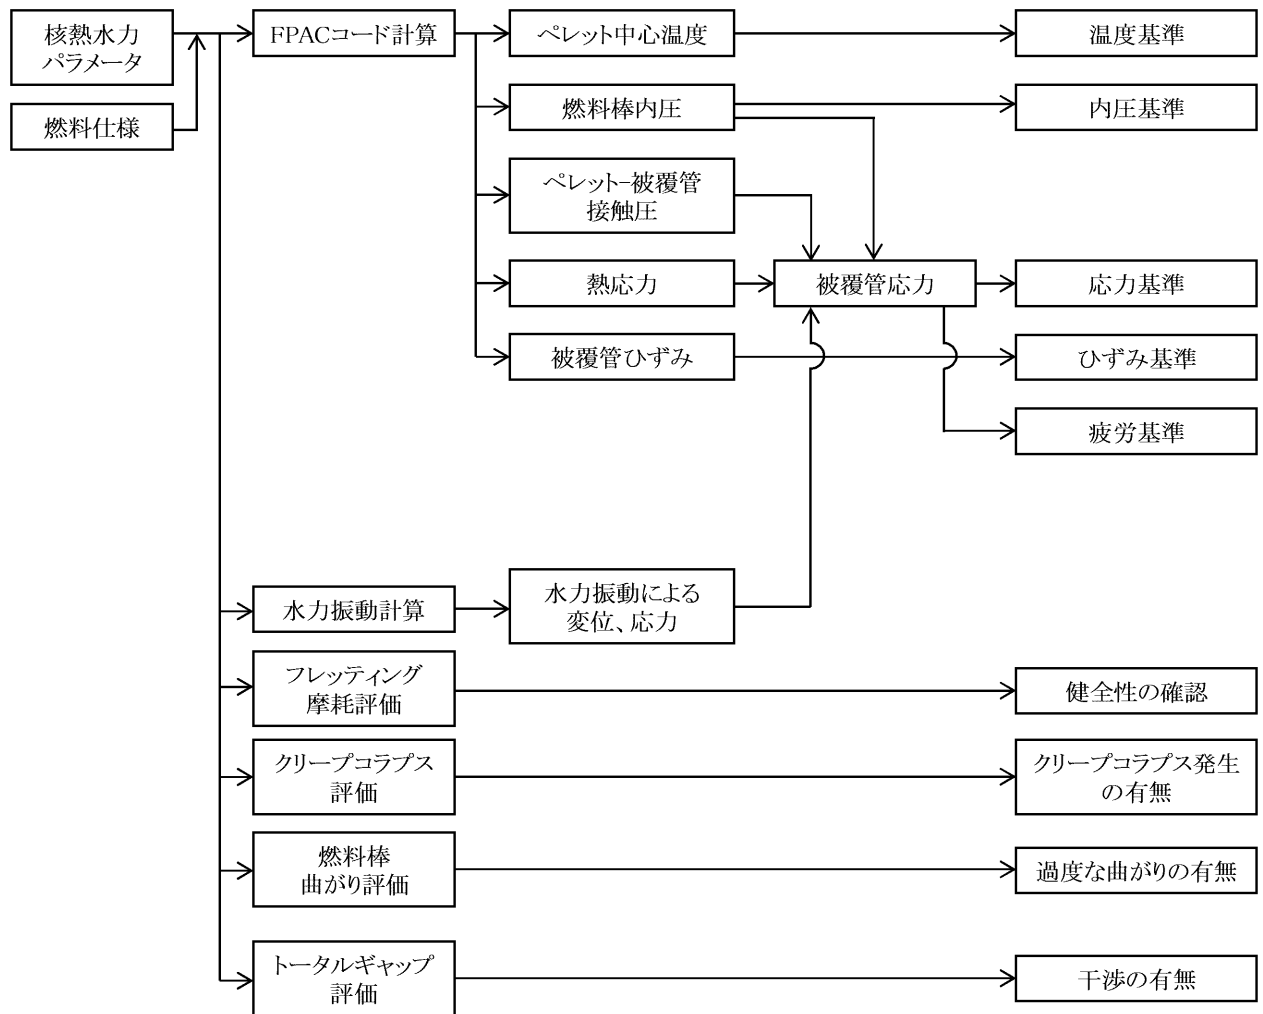 核熱水力
パラメータ
燃料仕様
FPACコード計算
ペレット中心温度
温度基準
燃料棒内圧
内圧基準
ペレット−被覆管
接触圧
熱応力
被覆管応力
応力基準
被覆管ひずみ
ひずみ基準
疲労基準
水力振動計算
水力振動による
変位、応力
フレッティング
摩耗評価
健全性の確認
クリープコラプス
評価
クリープコラプス発生
の有無
燃料棒
曲がり評価
過度な曲がりの有無
トータルギャップ
評価
干渉の有無